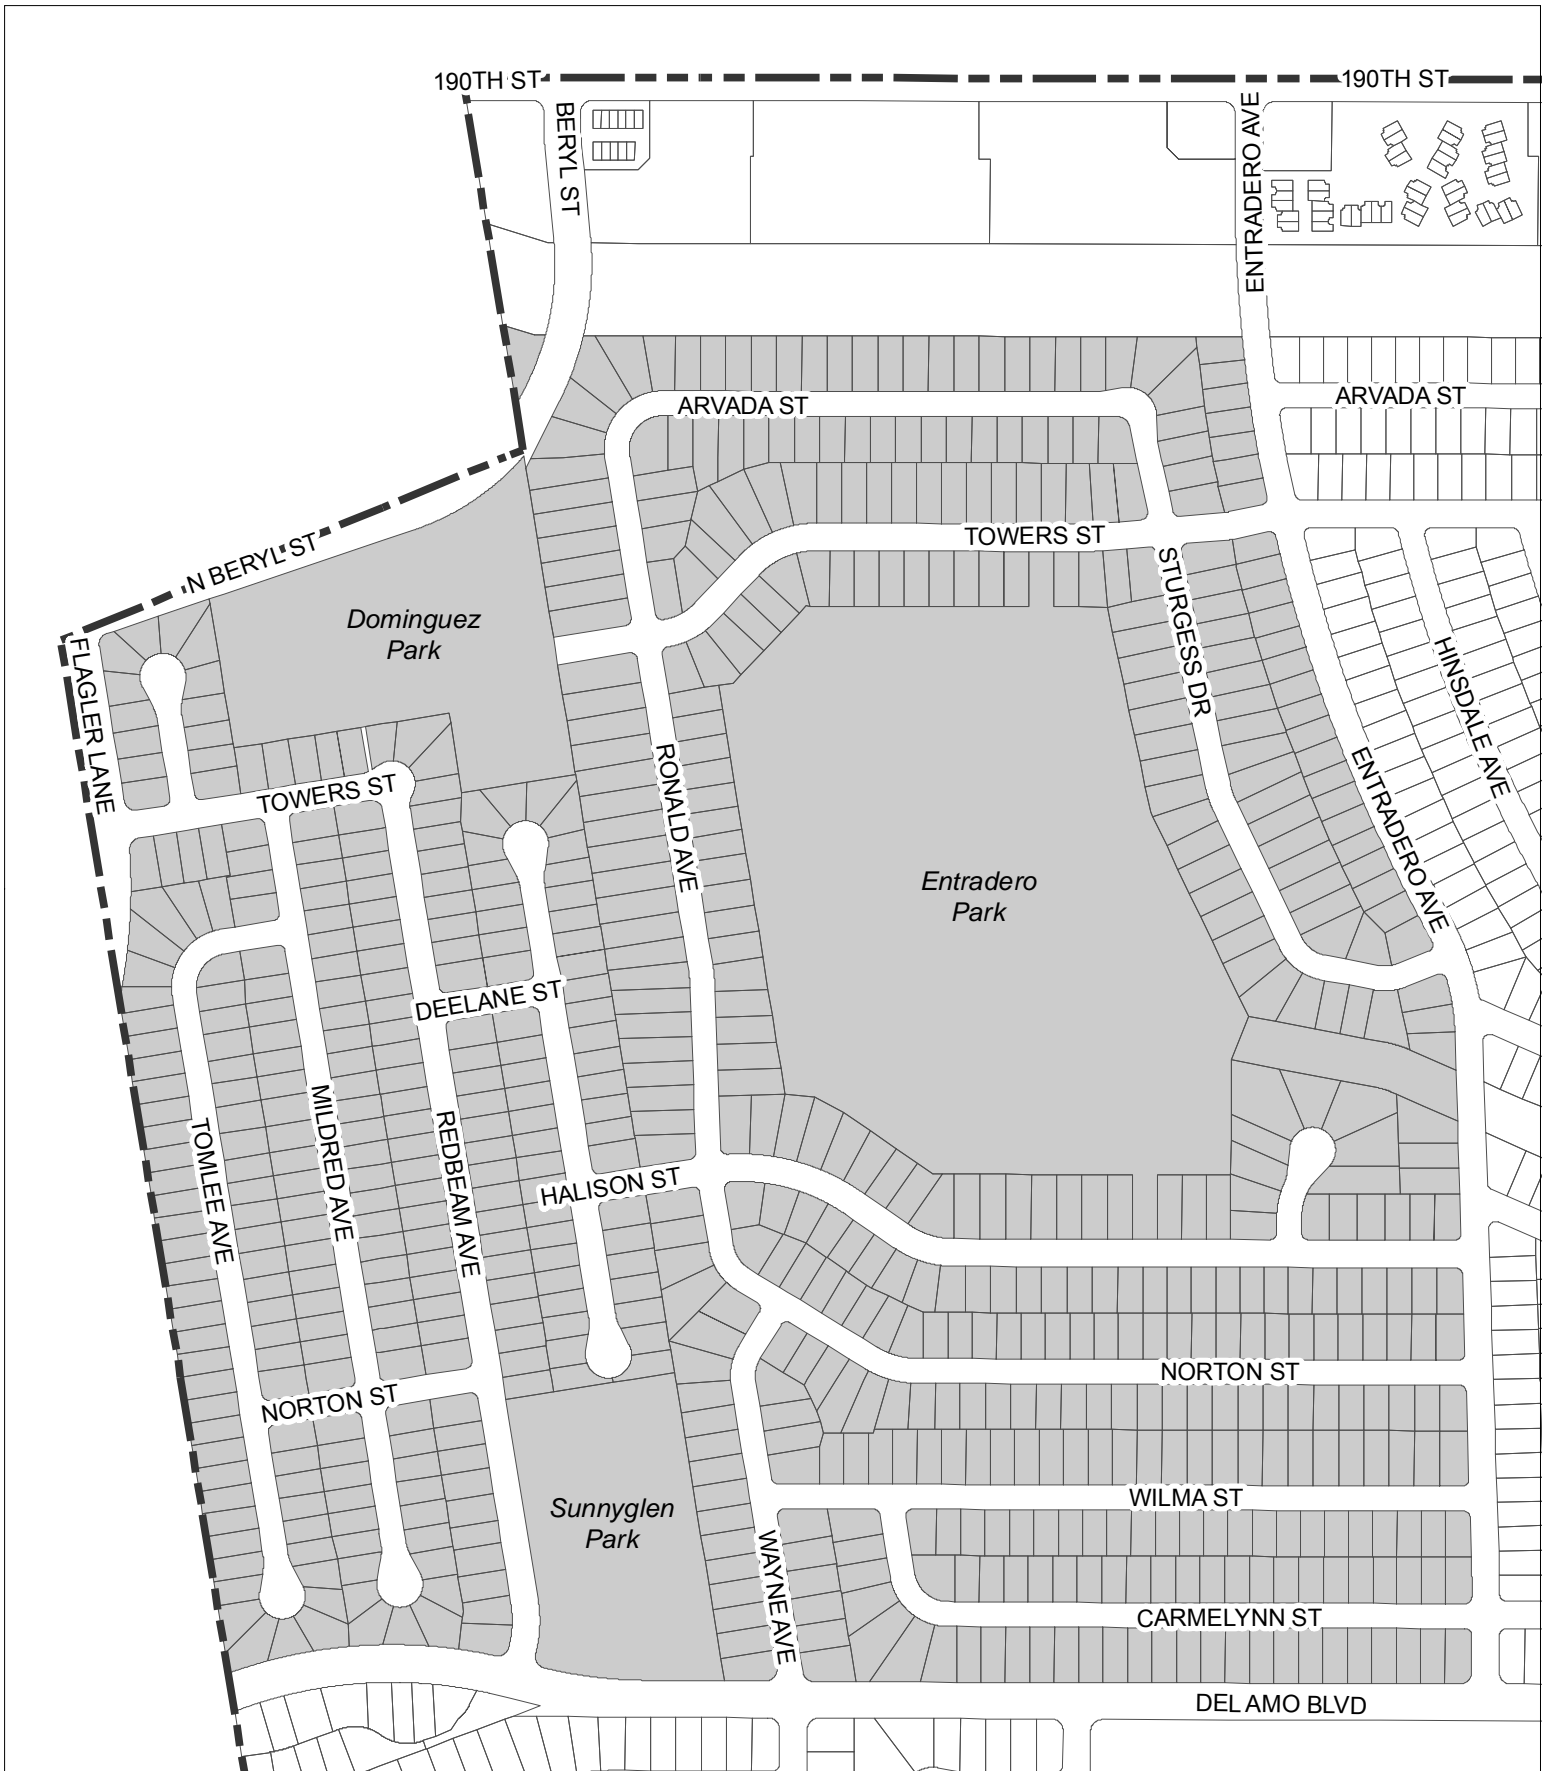 190TH ST
190TH ST
BERYL ST
ENTRADERO AVE
ARVADA ST
ARVADA ST
TOWERS ST
N BERYL ST
Dominguez
Park
STURGESS DR
FLAGLER LANE
HINSDALE AVE
TOWERS ST
RONALD AVE
ENTRADERO AVE
Entradero
Park
DEELANE ST
MILDRED AVE
REDBEAM AVE
TOMLEE AVE
HALISON ST
NORTON ST
NORTON ST
WILMA ST
Sunnyglen
Park
WAYNE AVE
CARMELYNN ST
DEL AMO BLVD